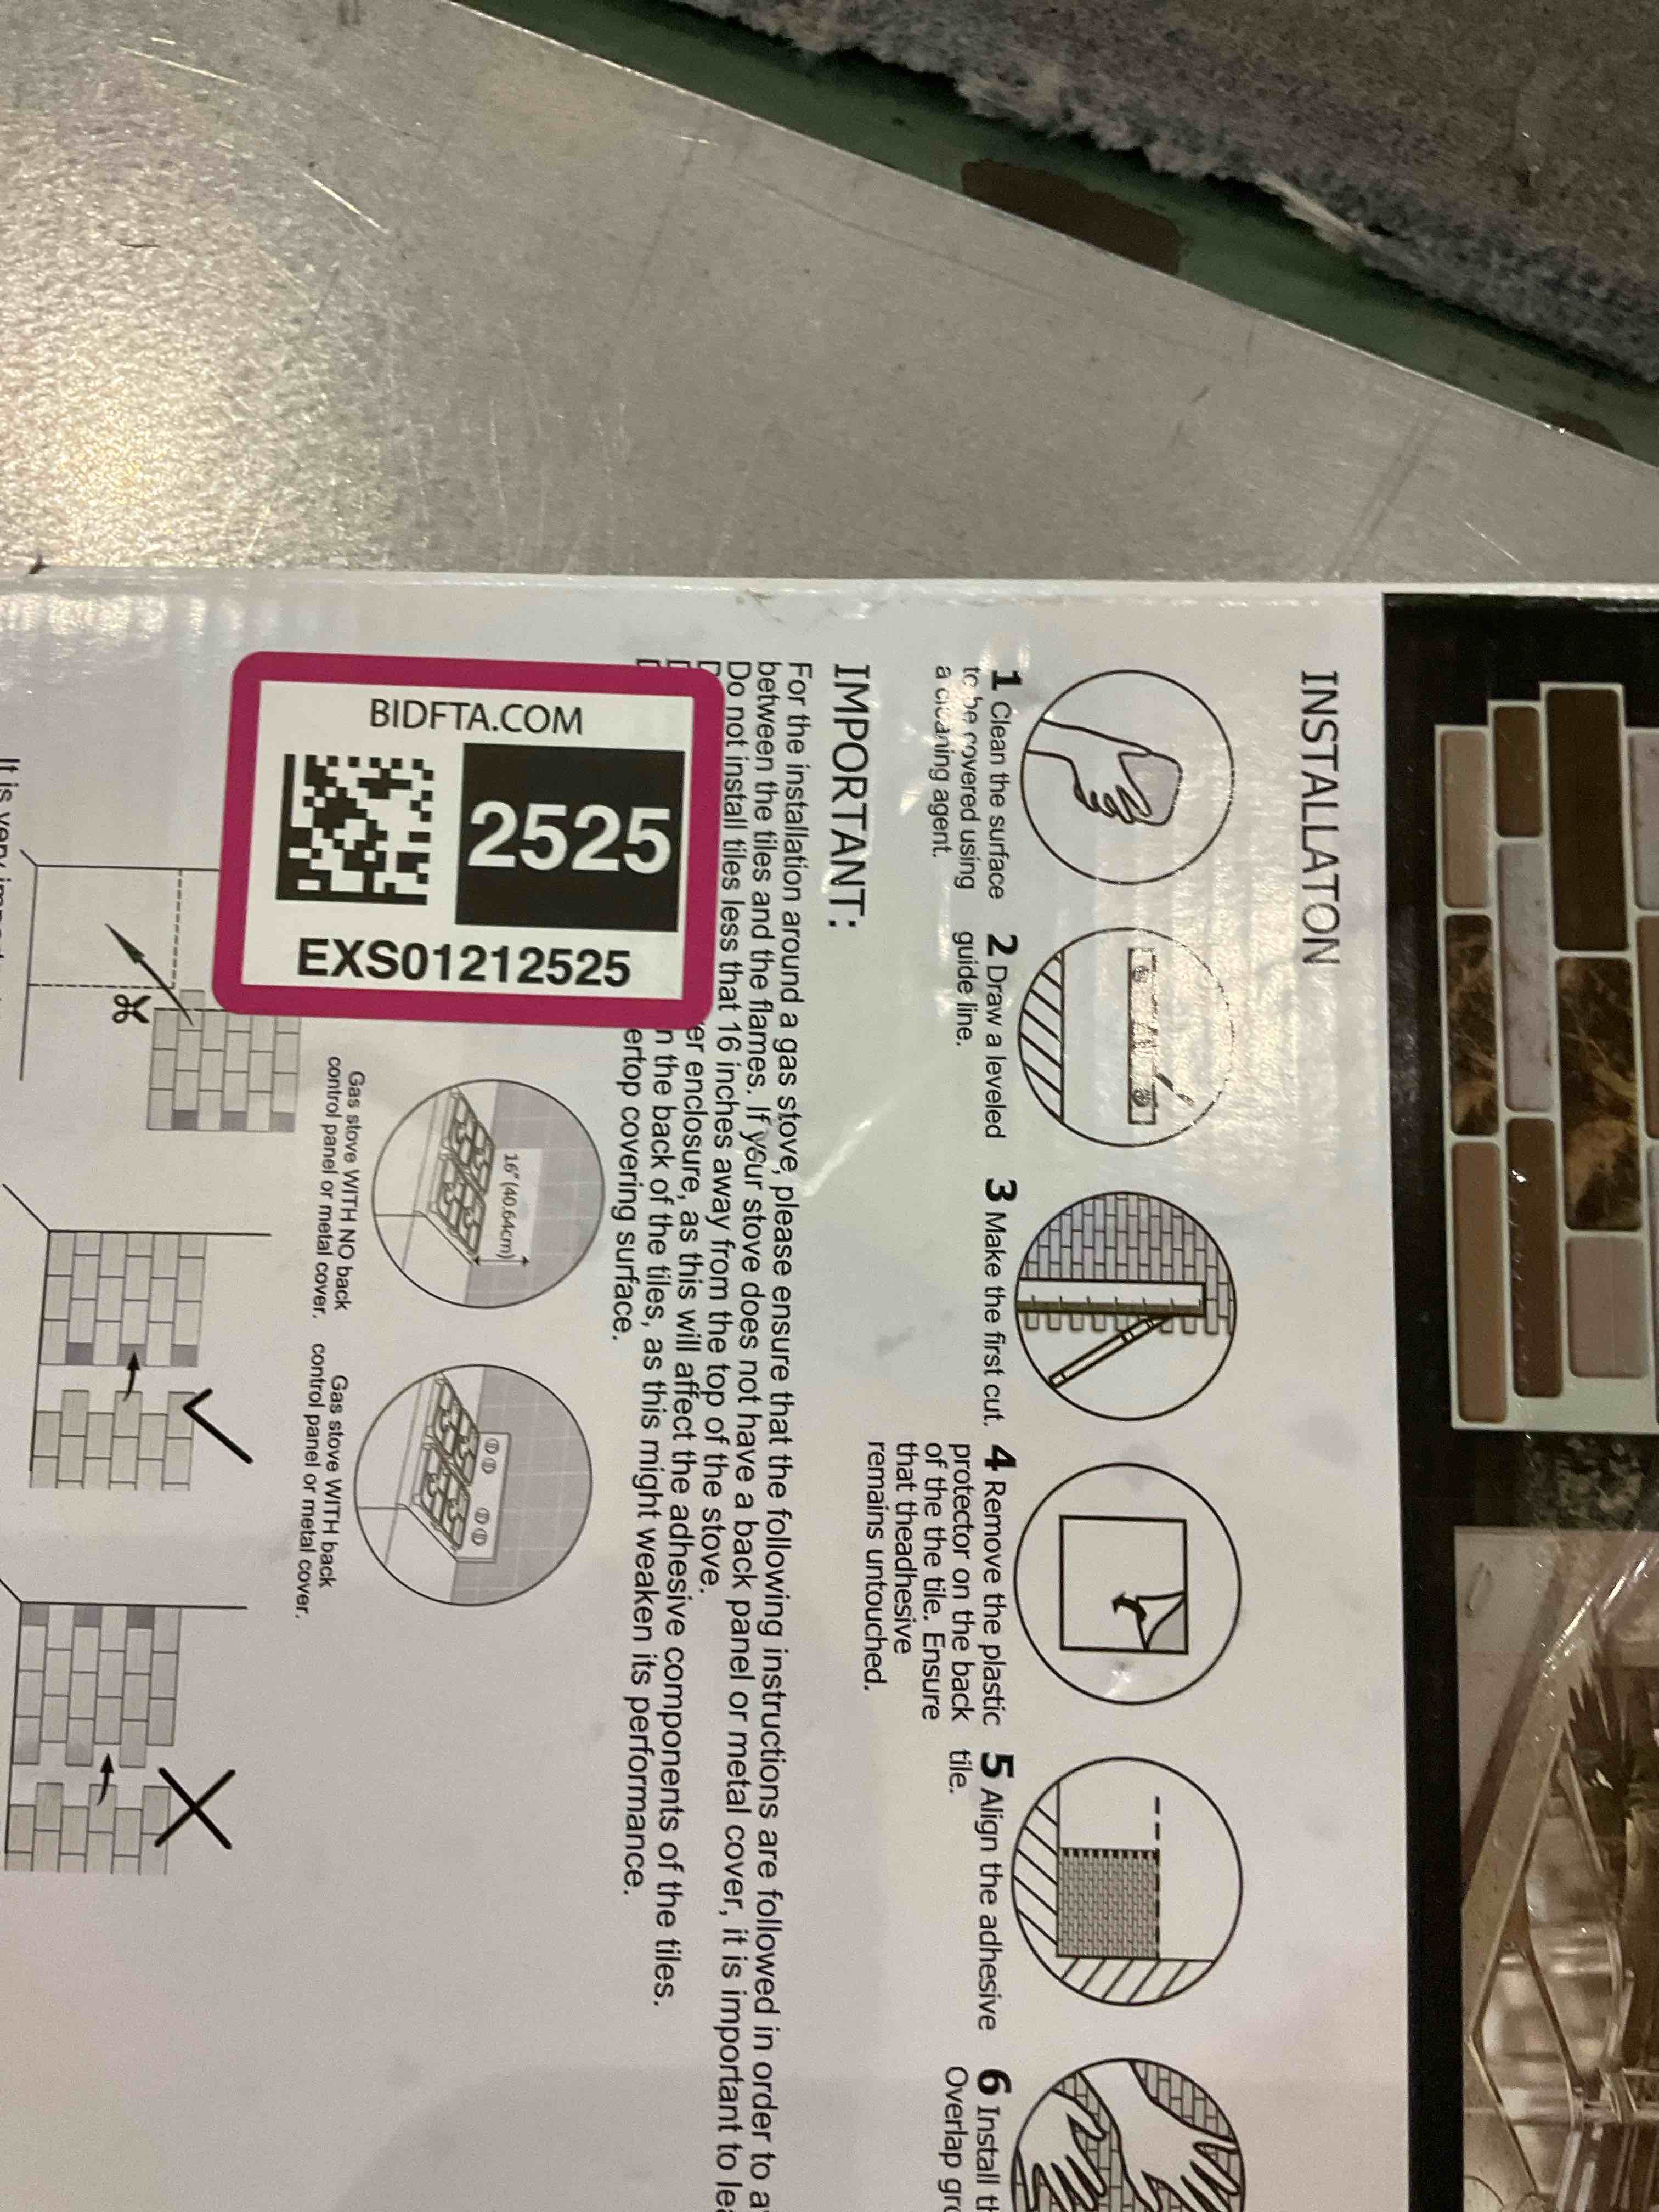 INSTALLATON
1 Clean the surface
to be covered using
a cleaning agent.
2 Draw a leveled
guide line.
3 Make the first cut.
4 Remove the plastic
protector on the back
of the the tile. Ensure
that theadhesive
remains untouched.
5 Align the adhesive
tile.
6 Install
Overlap
IMPORTANT:
For the installation around a gas stove, please ensure that the following instructions are followed in order to
between the tiles and the flames. If your stove does not have a back panel or metal cover, it is important to
Do not install tiles less that 16 inches away from the top of the stove.
er enclosure, as this will affect the adhesive components of the tiles.
n the back of the tiles, as this might weaken its performance.
ertop covering surface.
BIDFTA.COM
2525
EXS01212525
16" (40.64cm)
Gas stove WITH NO back
control panel or metal cover.
Gas stove WITH back
control panel or metal cover.
It is very